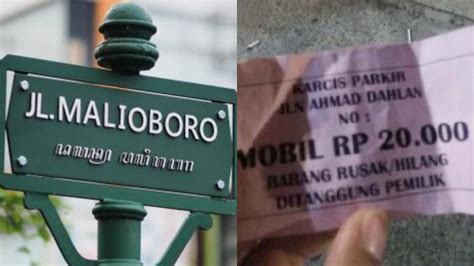 JL.MALIOBORO
KARCIS PARKIR
JLN AHMAD DAHLAN
NO :
MOBIL RP 20.000
BARANG RUSAK/HILANG
DITANGGUNG PEMILIK